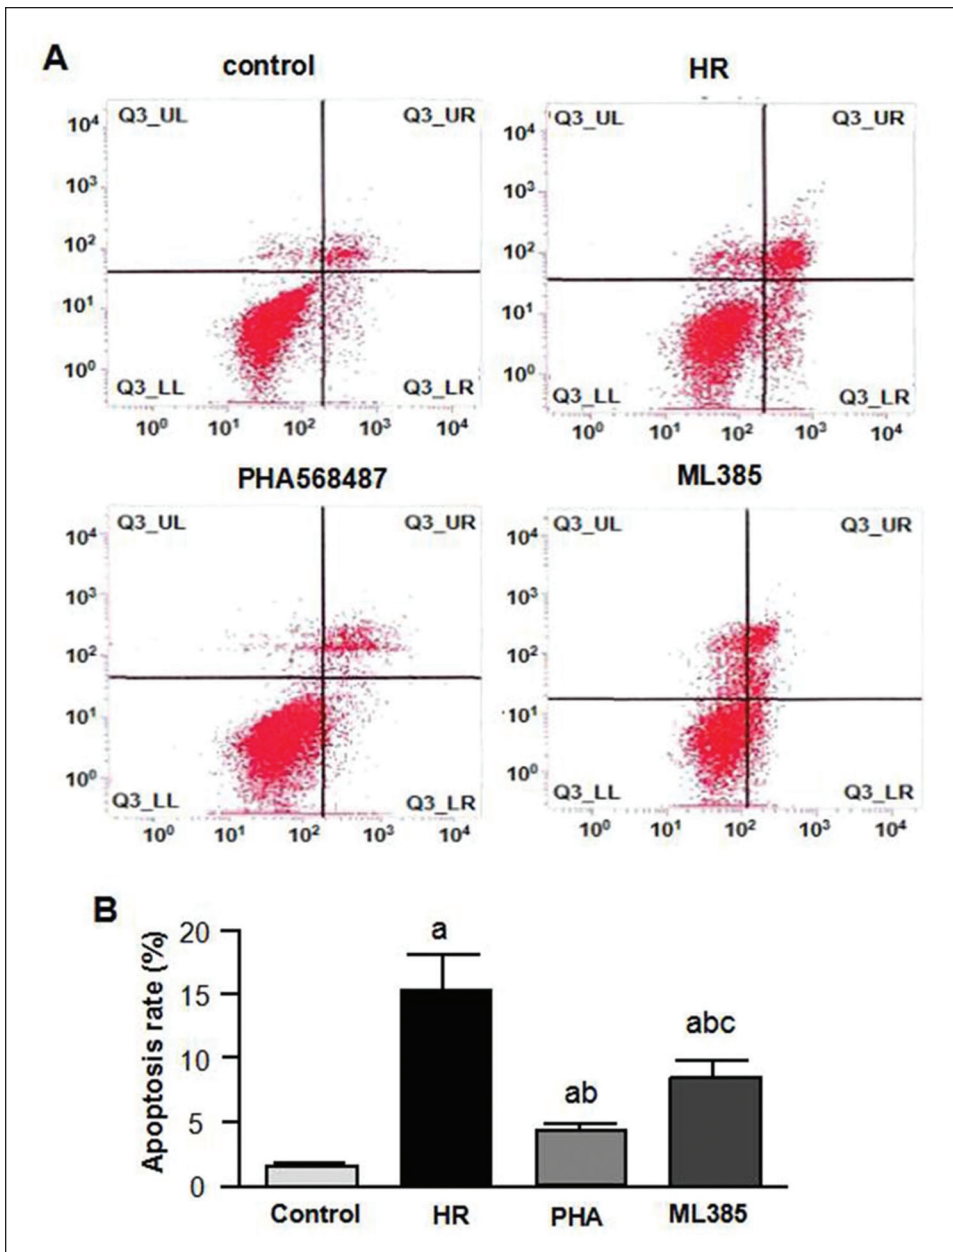 A
control
HR
Q3_UL Q3_UR
Q3_UL Q3_UR
10⁴
10³
10²
10¹
10⁰
10⁴
10³
10²
10¹
10⁰
Q3_LL Q3_LR
Q3_LL Q3_LR
10⁰ 10¹ 10² 10³ 10⁴
10⁰ 10¹ 10² 10³ 10⁴
PHA568487
ML385
Q3_UL Q3_UR
Q3_UL Q3_UR
10⁴
10³
10²
10¹
10⁰
10⁴
10³
10²
10¹
10⁰
Q3_LL Q3_LR
Q3_LL Q3_LR
10⁰ 10¹ 10² 10³ 10⁴
10⁰ 10¹ 10² 10³ 10⁴
B
Apoptosis rate (%)
20
15
10
5
0
a
ab
abc
Control HR PHA ML385